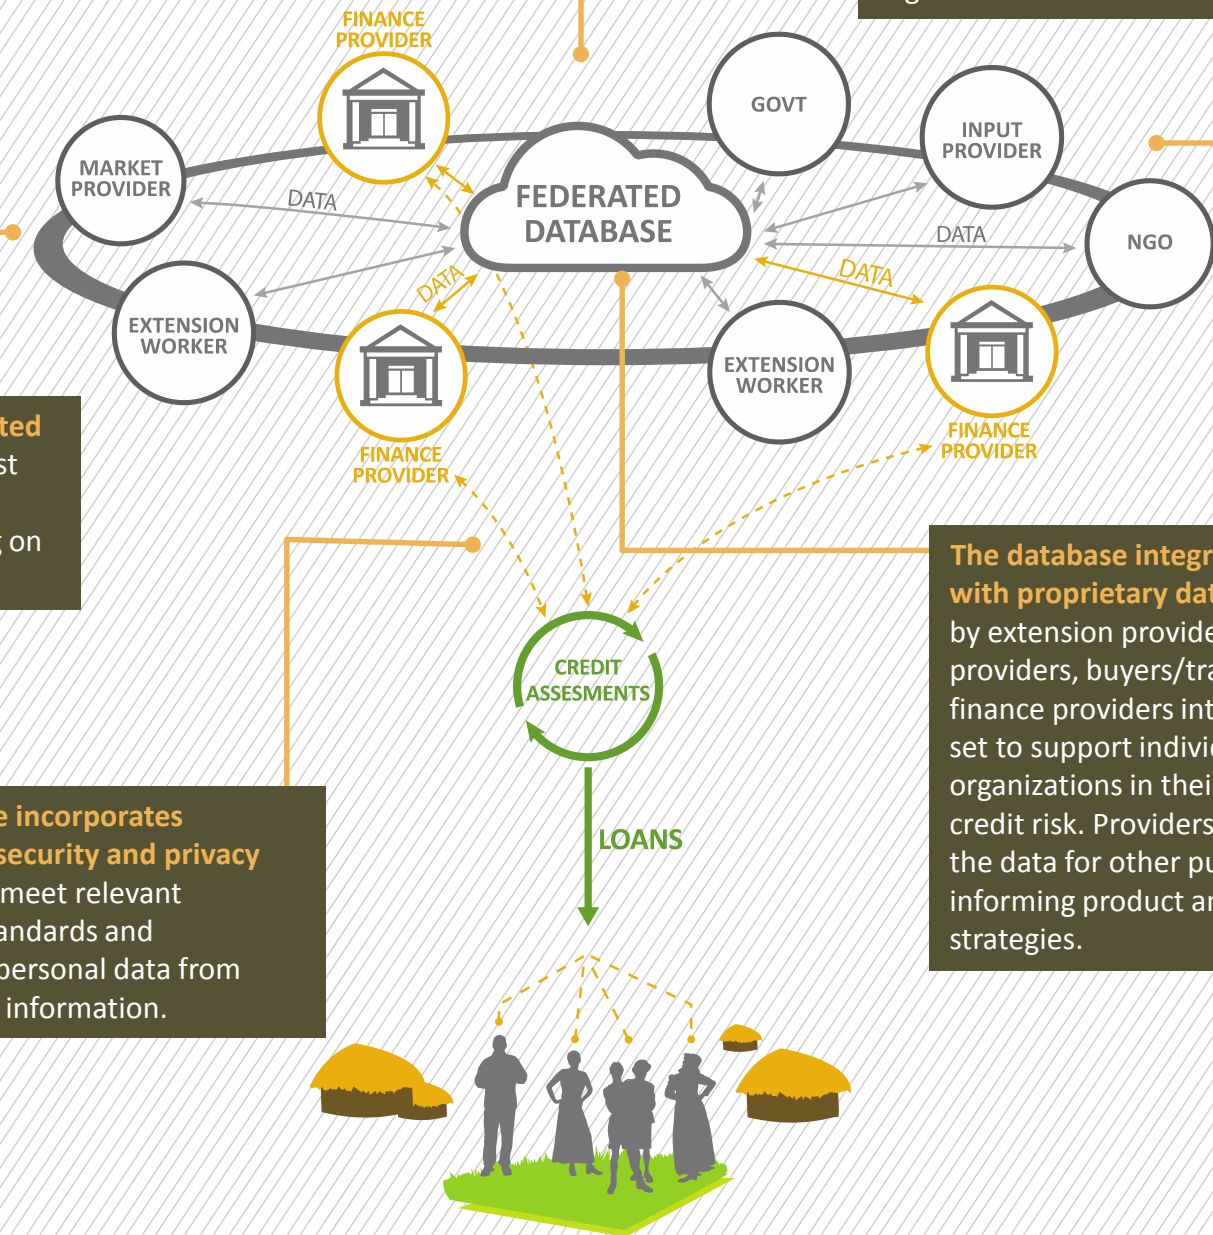 FINANCE
PROVIDER
GOVT
INPUT
PROVIDER
MARKET
PROVIDER
DATA
FEDERATED
DATABASE
DATA
NGO
DATA
DATA
EXTENSION
WORKER
EXTENSION
WORKER
FINANCE
PROVIDER
FINANCE
PROVIDER
ted
st
on
The database integr
with proprietary dat
by extension provide
providers, buyers/tra
finance providers int
set to support indivi
organizations in thei
credit risk. Providers
the data for other pu
informing product a
strategies.
CREDIT
ASSESMENTS
e incorporates
security and privacy
meet relevant
tandards and
personal data from
information.
LOANS